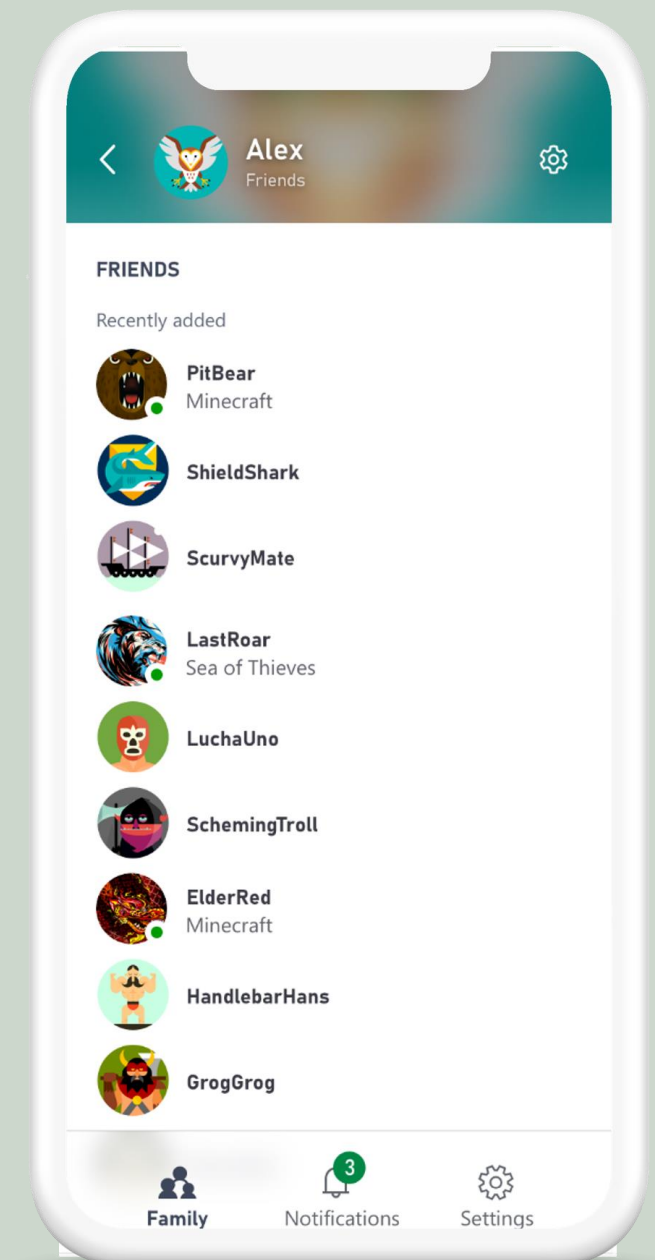 Alex
Friends
FRIENDS
Recently added
PitBear
Minecraft
ShieldShark
ScurvyMate
LastRoar
Sea of Thieves
LuchaUno
SchemingTroll
ElderRed
Minecraft
HandlebarHans
GrogGrog
3
Family Notifications Settings